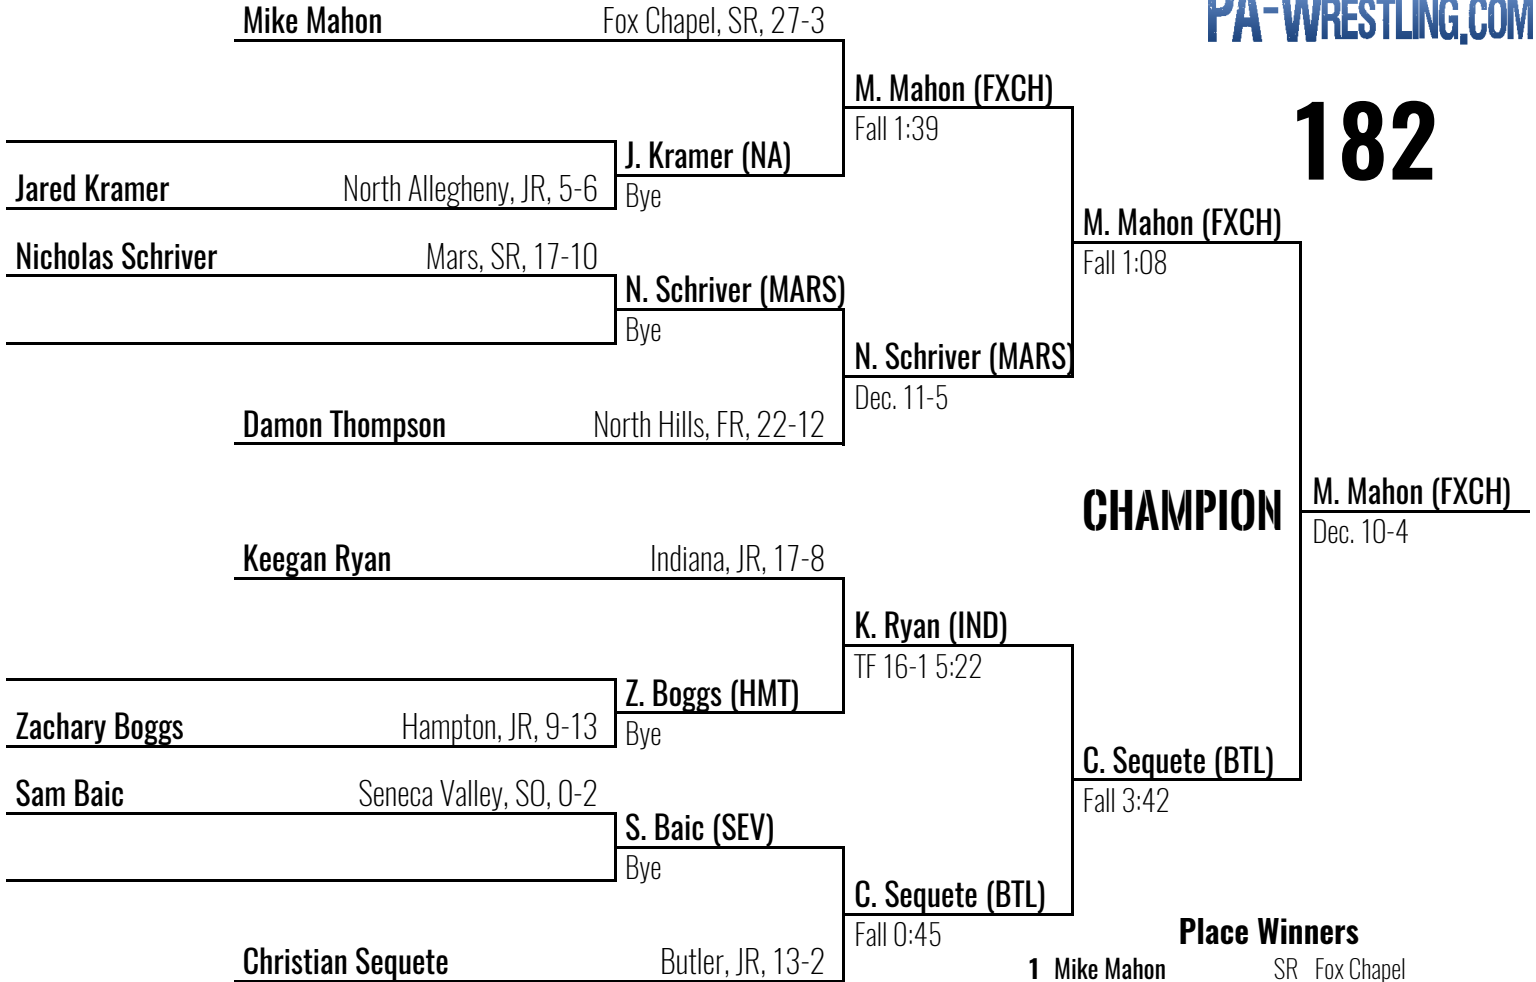 Mike Mahon Fox Chapel, SR, 27-3
PA-WRESTLING.COM
M. Mahon (FXCH)
Fall 1:39
182
J. Kramer (NA)
Bye
Jared Kramer North Allegheny, JR, 5-6
M. Mahon (FXCH)
Fall 1:08
Nicholas Schriver Mars, SR, 17-10
N. Schriver (MARS)
Bye
N. Schriver (MARS)
Dec. 11-5
Damon Thompson North Hills, FR, 22-12
CHAMPION
M. Mahon (FXCH)
Dec. 10-4
Keegan Ryan Indiana, JR, 17-8
K. Ryan (IND)
TF 16-1 5:22
Z. Boggs (HMT)
Bye
Zachary Boggs Hampton, JR, 9-13
C. Sequete (BTL)
Fall 3:42
Sam Baic Seneca Valley, SO, 0-2
S. Baic (SEV)
Bye
C. Sequete (BTL)
Fall 0:45
Christian Sequete Butler, JR, 13-2
Place Winners
1 Mike Mahon SR Fox Chapel